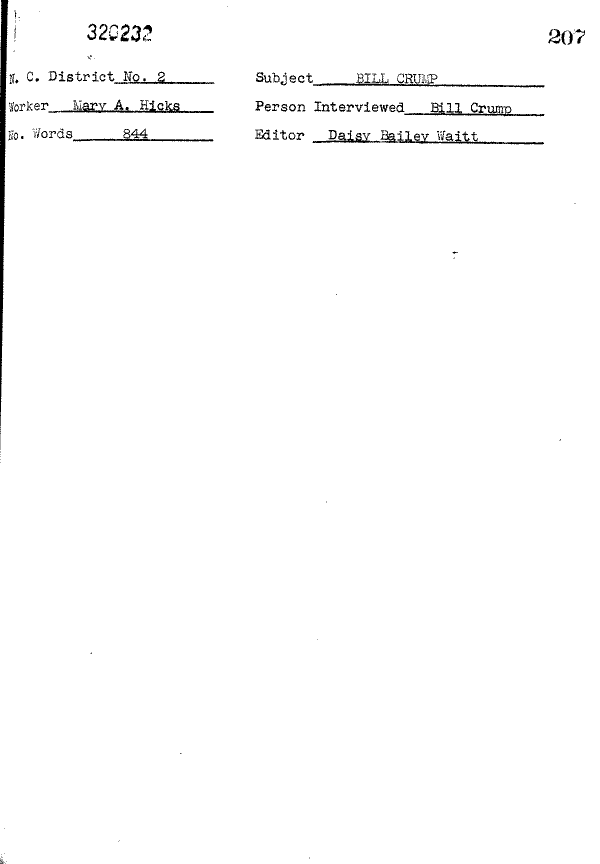 320232
207
N. C. District No. 2 Subject BILL CRUMP
Worker Mary A. Hicks Person Interviewed Bill Crump
No. Words 844 Editor Daisy Bailey Waitt